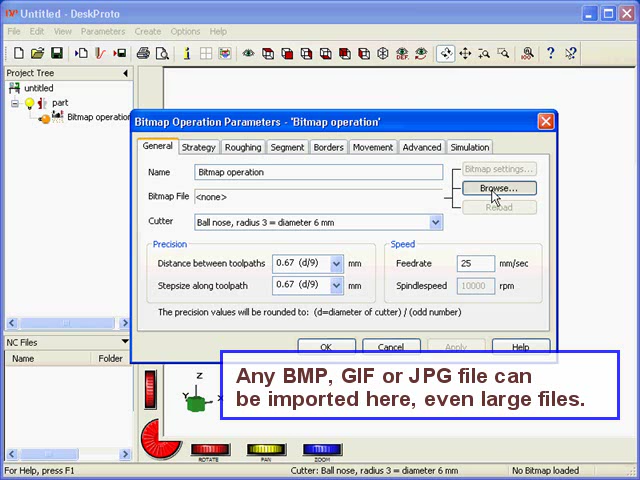 Untitled - DeskProto
File Edit View Parameters Create Cutter Options Help
Project Tree
untitled
part
Bitmap operation
Bitmap Operation Parameters - 'Bitmap operation'
General Strategy Roughing Segment Borders Movement Advanced Simulation
Name Bitmap operation Bitmap settings...
Bitmap File <none> Browse...
Reload
Cutter Ball nose, radius 3 = diameter 6 mm
Precision Speed
Distance between toolpaths 0.67 (d/9) mm Feedrate 25 mm/sec
Stepsize along toolpath 0.67 (d/9) mm Spindlespeed 10000 rpm
The precision values will be rounded to: (d=diameter of cutter) / (odd number)
OK Cancel Apply Help
NC Files
Name Folder
Any BMP, GIF or JPG file can
be imported here, even large files.
Z
Y
ROTATE PAN ZOOM
For Help, press F1 Cutter: Ball nose, radius 3 = diameter 6 mm No Bitmap loaded